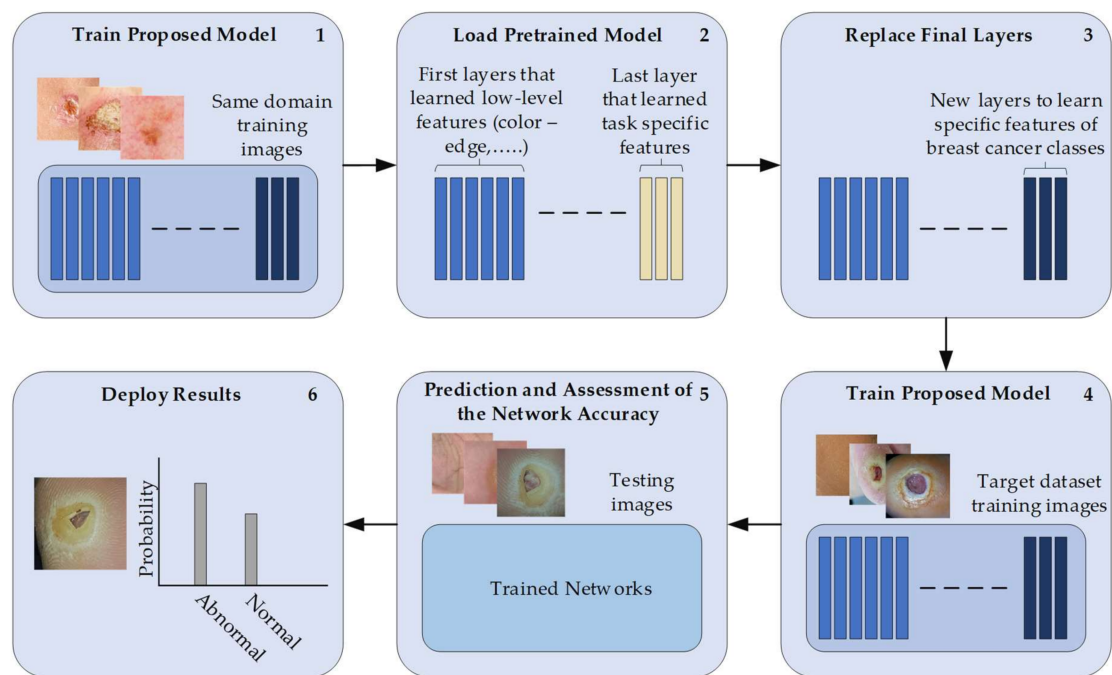 Train Proposed Model 1
Same domain
training
images
Load Pretrained Model 2
First layers that
learned low-level
features (color –
edge,.....)
Last layer
that learned
task specific
features
Replace Final Layers 3
New layers to learn
specific features of
breast cancer classes
Train Proposed Model 4
Target dataset
training images
Prediction and Assessment of 5
the Network Accuracy
Testing
images
Trained Networks
Deploy Results 6
Probability
Abnormal
Normal